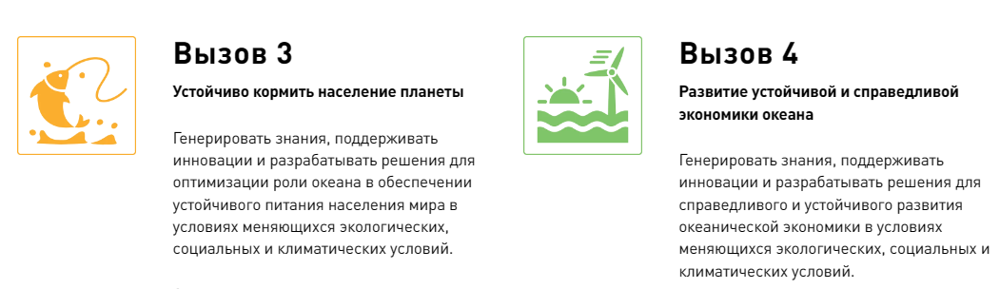 Вызов 3
Устойчиво кормить население планеты
Генерировать знания, поддерживать
инновации и разрабатывать решения для
оптимизации роли океана в обеспечении
устойчивого питания населения мира в
условиях меняющихся экологических,
социальных и климатических условий.
Вызов 4
Развитие устойчивой и справедливой
экономики океана
Генерировать знания, поддерживать
инновации и разрабатывать решения для
справедливого и устойчивого развития
океанической экономики в условиях
меняющихся экологических, социальных и
климатических условий.